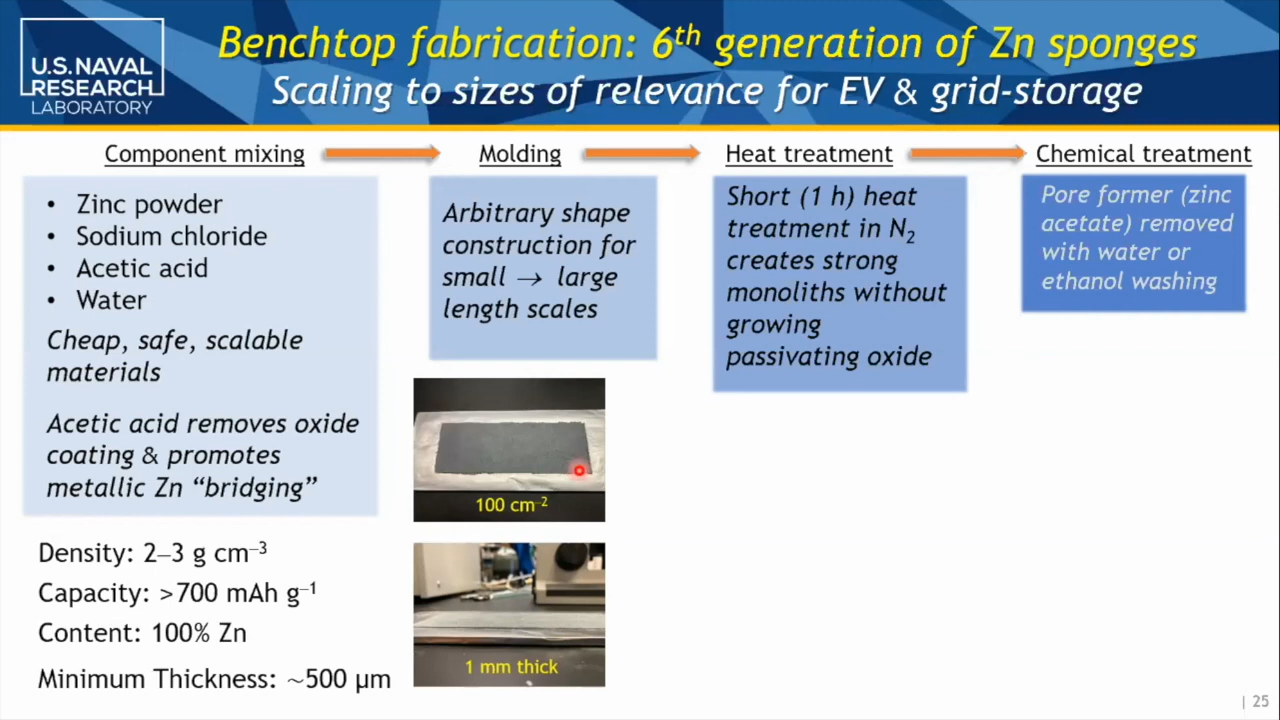 U.S. NAVAL
RESEARCH
LABORATORY
Benchtop fabrication: 6th generation of Zn sponges
Scaling to sizes of relevance for EV & grid-storage
Component mixing
• Zinc powder
• Sodium chloride
• Acetic acid
• Water
Cheap, safe, scalable
materials
Acetic acid removes oxide
coating & promotes
metallic Zn “bridging”
Density: 2–3 g cm–3
Capacity: >700 mAh g–1
Content: 100% Zn
Minimum Thickness: ~500 µm
Molding
Arbitrary shape
construction for
small → large
length scales
100 cm–2
1 mm thick
Heat treatment
Short (1 h) heat
treatment in N2
creates strong
monoliths without
growing
passivating oxide
Chemical treatment
Pore former (zinc
acetate) removed
with water or
ethanol washing
| 25